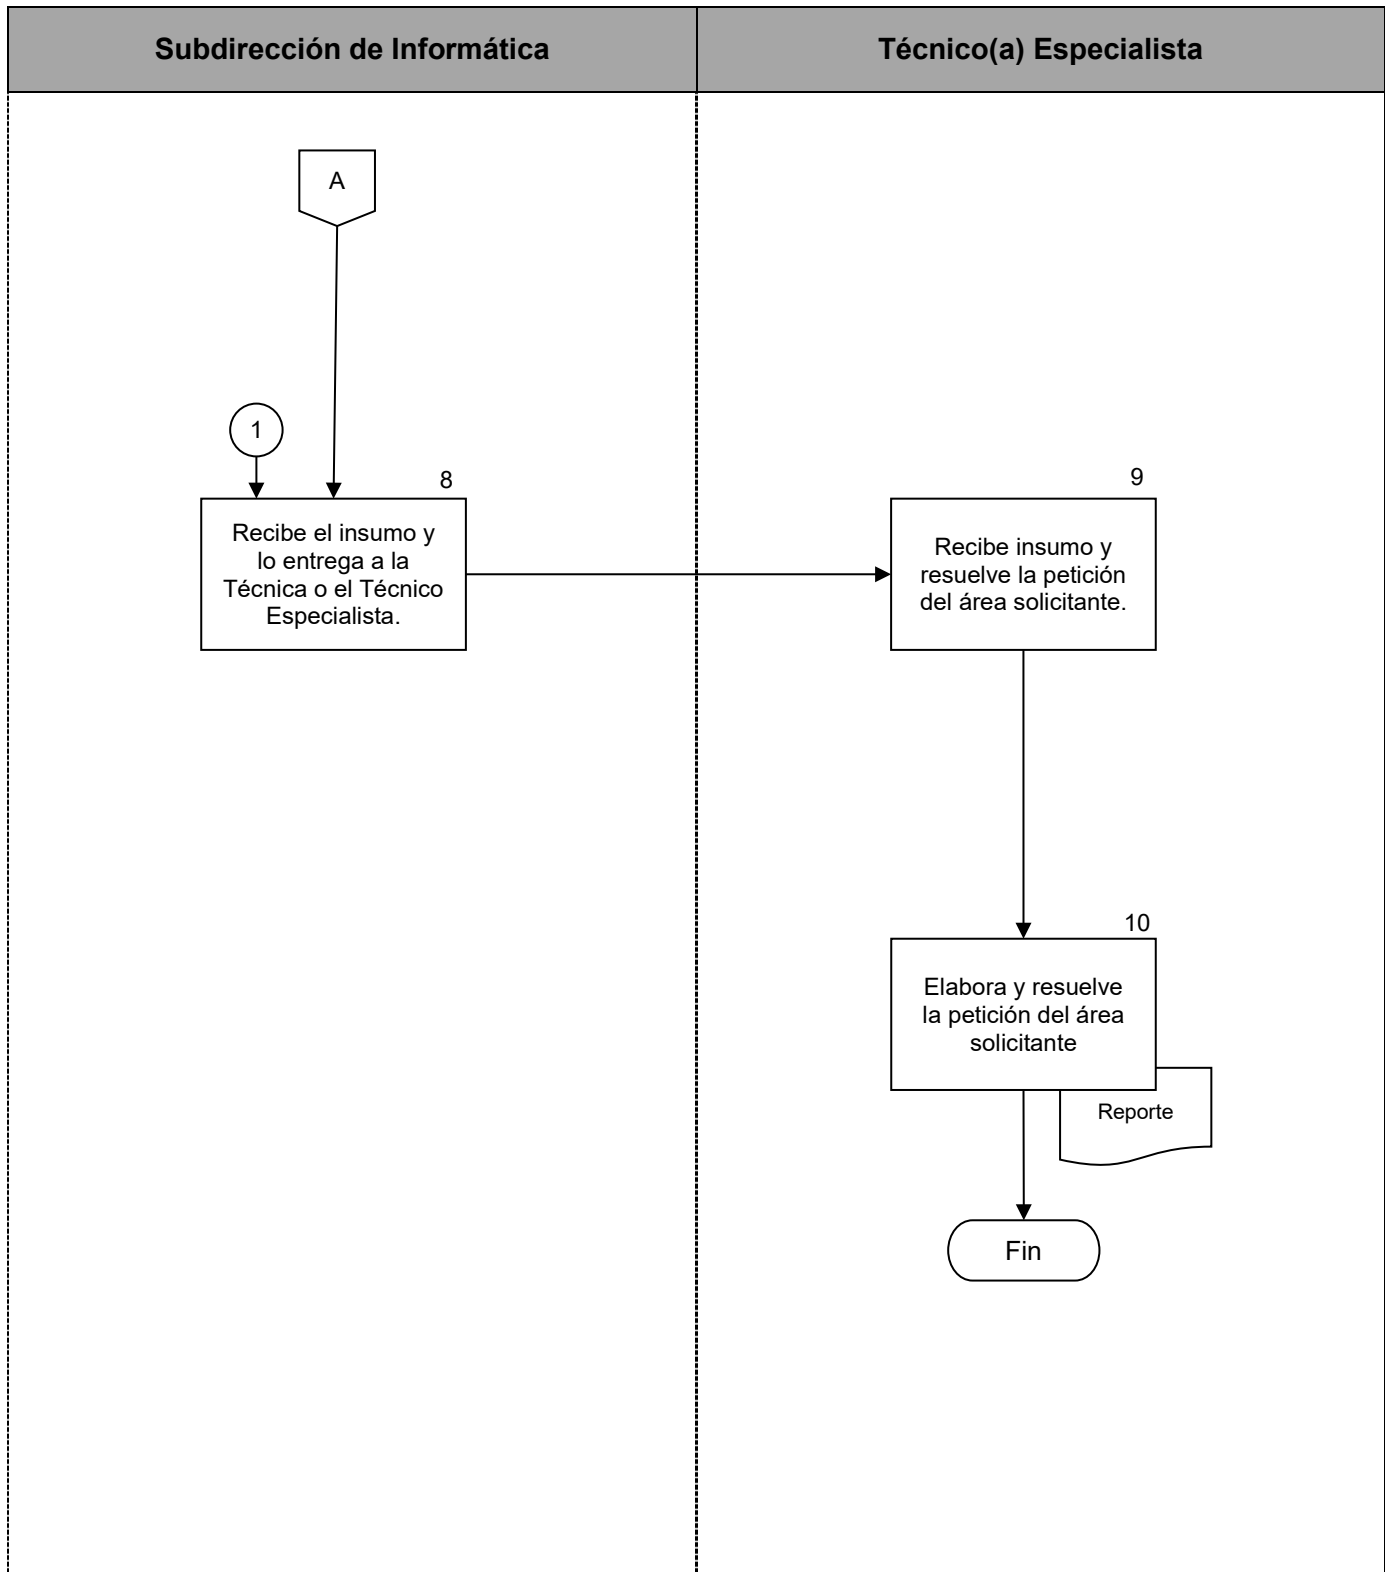 Subdirección de Informática
Técnico(a) Especialista
A
1
8
Recibe el insumo y
lo entrega a la
Técnica o el Técnico
Especialista.
9
Recibe insumo y
resuelve la petición
del área solicitante.
10
Elabora y resuelve
la petición del área
solicitante
Reporte
Fin